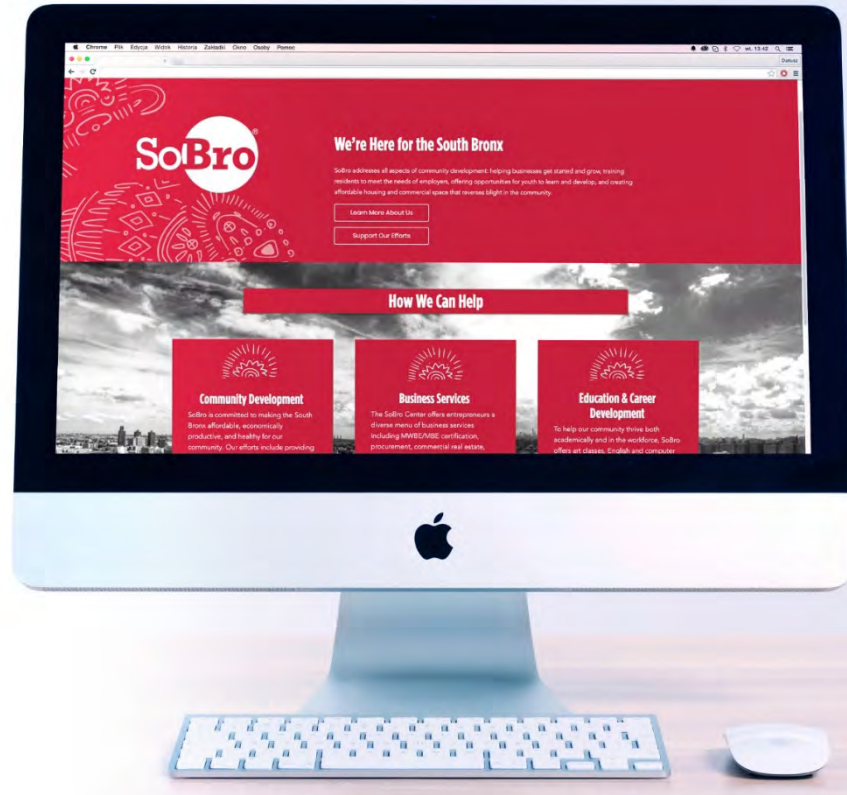 Chrome Plik Edycja Widok Historia Zakładki Okno Osoby Pomoc
wt. 13:42
Dariusz
SoBro®
We're Here for the South Bronx
SoBro addresses all aspects of community development: helping businesses get started and grow, training
residents to meet the needs of employers, offering opportunities for youth to learn and develop, and creating
affordable housing and commercial space that reverses blight in the community.
Learn More About Us
Support Our Efforts
How We Can Help
Community Development
SoBro is committed to making the South
Bronx affordable, economically
productive, and healthy for our
community. Our efforts include providing
Business Services
The SoBro Center offers entrepreneurs a
diverse menu of business services
including MWBE/MBE certification,
procurement, commercial real estate,
Education & Career
Development
To help our community thrive both
academically and in the workforce, SoBro
offers art classes, English and computer